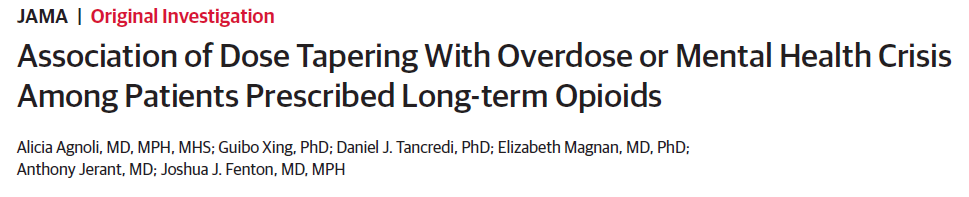 JAMA | Original Investigation
Association of Dose Tapering With Overdose or Mental Health Crisis
Among Patients Prescribed Long-term Opioids
Alicia Agnoli, MD, MPH, MHS; Guibo Xing, PhD; Daniel J. Tancredi, PhD; Elizabeth Magnan, MD, PhD;
Anthony Jerant, MD; Joshua J. Fenton, MD, MPH